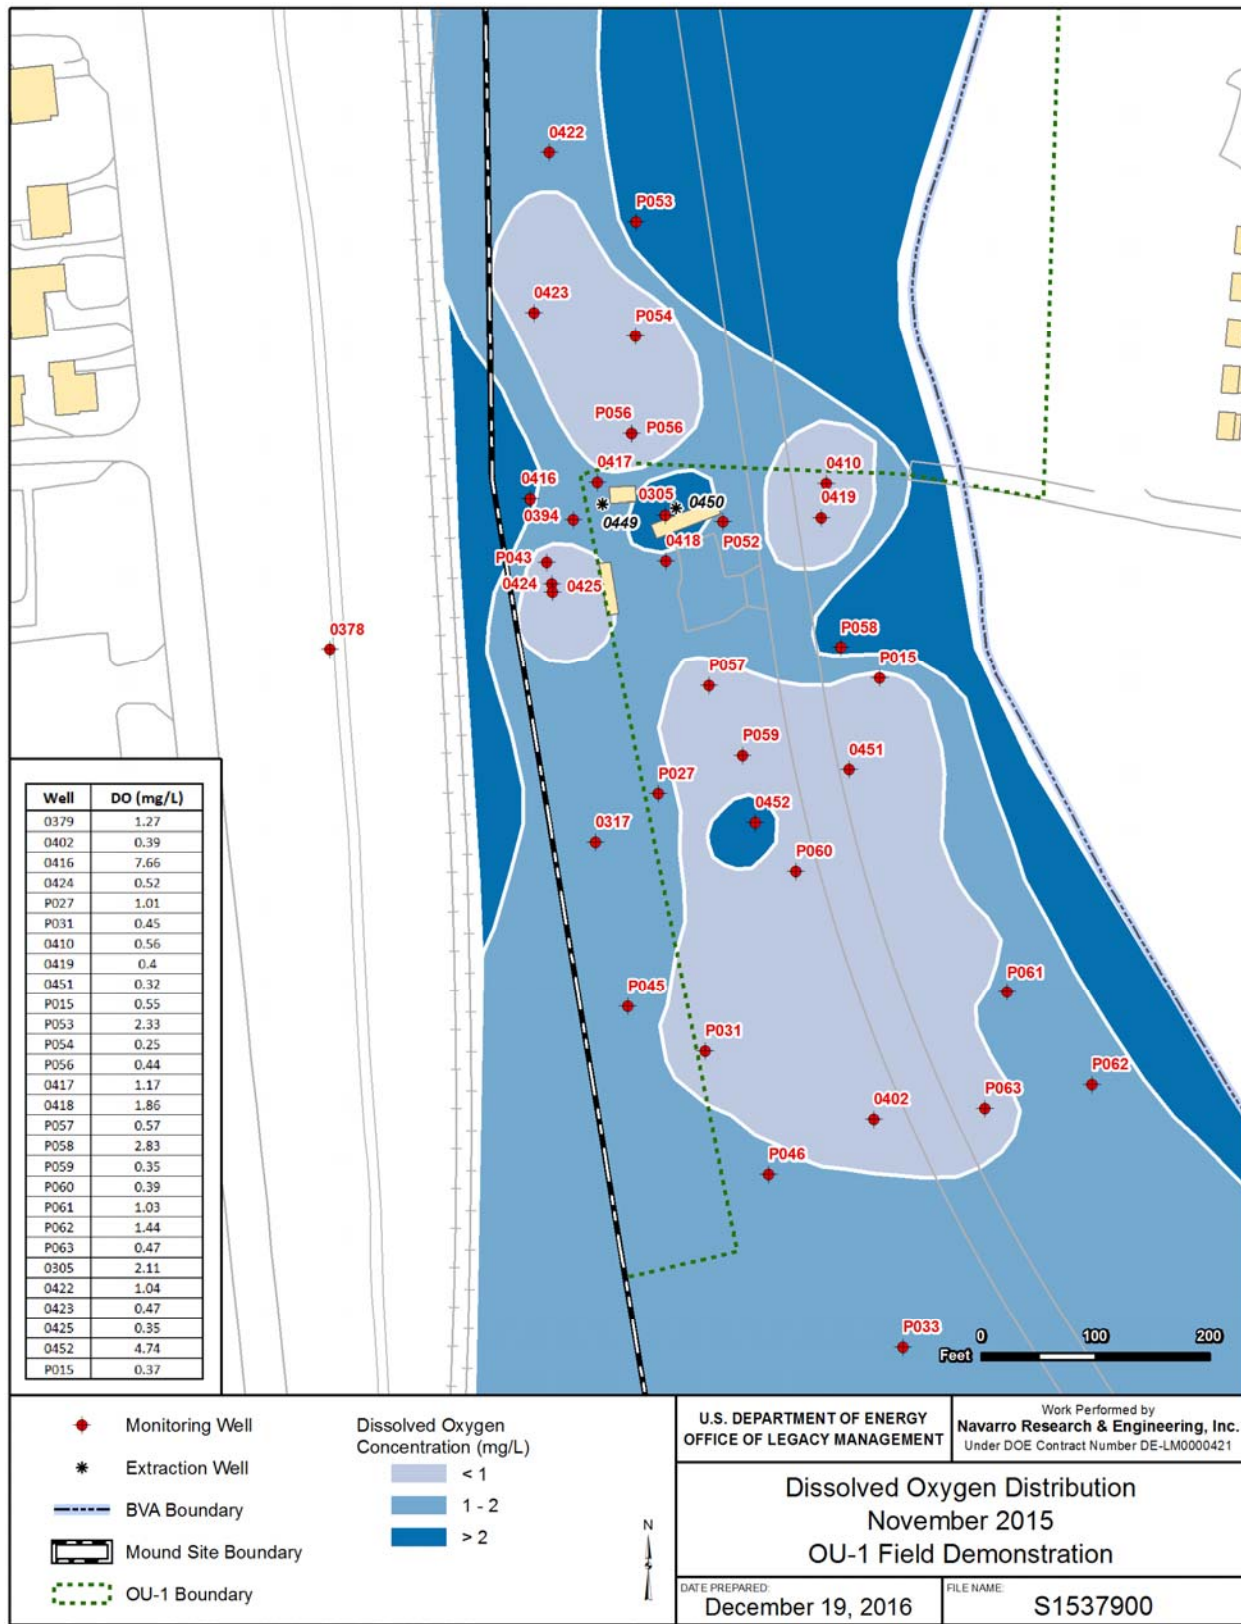 0422
P053
0423
P054
P056
P056
0417
0410
0416
0305
0450
0419
0394
0449
P052
0418
P043
0424
0425
0378
P058
P015
P057
P059
0451
P027
0452
0317
P060
P061
P045
P031
P062
P063
0402
P046
P033
0 100 200
Feet
Well DO (mg/L)
0379 1.27
0402 0.39
0416 7.66
0424 0.52
P027 1.01
P031 0.45
0410 0.56
0419 0.4
0451 0.32
P015 0.55
P053 2.33
P054 0.25
P056 0.44
0417 1.17
0418 1.86
P057 0.57
P058 2.83
P059 0.35
P060 0.39
P061 1.03
P062 1.44
P063 0.47
0305 2.11
0422 1.04
0423 0.47
0425 0.35
0452 4.74
P015 0.37
Monitoring Well
Extraction Well
BVA Boundary
Mound Site Boundary
OU-1 Boundary
Dissolved Oxygen
Concentration (mg/L)
< 1
1 - 2
> 2
N
S
U.S. DEPARTMENT OF ENERGY
OFFICE OF LEGACY MANAGEMENT
Work Performed by
Navarro Research & Engineering, Inc.
Under DOE Contract Number DE-LM0000421
Dissolved Oxygen Distribution
November 2015
OU-1 Field Demonstration
DATE PREPARED:
December 19, 2016
FILE NAME:
S1537900